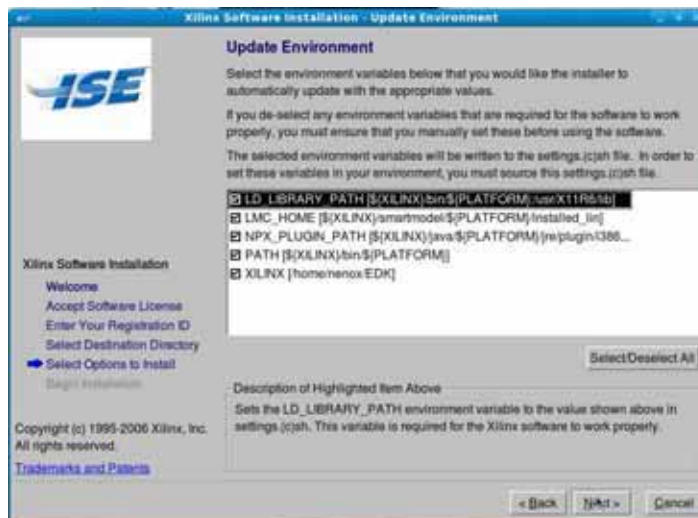 Xilinx Software Installation - Update Environment
ISE
Update Environment
Select the environment variables below that you would like the installer to
automatically update with the appropriate values.
If you de-select any environment variables that are required for the software to work
properly, you must ensure that you manually set these before using the software.
The selected environment variables will be written to the settings.(c)sh file. In order to
set these variables in your environment, you must source this settings.(c)sh file.
LD_LIBRARY_PATH [${XILINX}/bin/${PLATFORM}:/usr/X11R6/lib]
LMC_HOME [${XILINX}/smartmodel/${PLATFORM}/installed_lin]
NPX_PLUGIN_PATH [${XILINX}/java/${PLATFORM}/jre/plugin/i386...
PATH [${XILINX}/bin/${PLATFORM}]
XILINX [/home/nenox/EDK]
Select/Deselect All
Description of Highlighted Item Above
Sets the LD_LIBRARY_PATH environment variable to the value shown above in
settings.(c)sh. This variable is required for the Xilinx software to work properly.
Xilinx Software Installation
Welcome
Accept Software License
Enter Your Registration ID
Select Destination Directory
Select Options to Install
Begin Installation
Copyright (c) 1995-2006 Xilinx, Inc.
All rights reserved.
Trademarks and Patents
< Back
Next >
Cancel